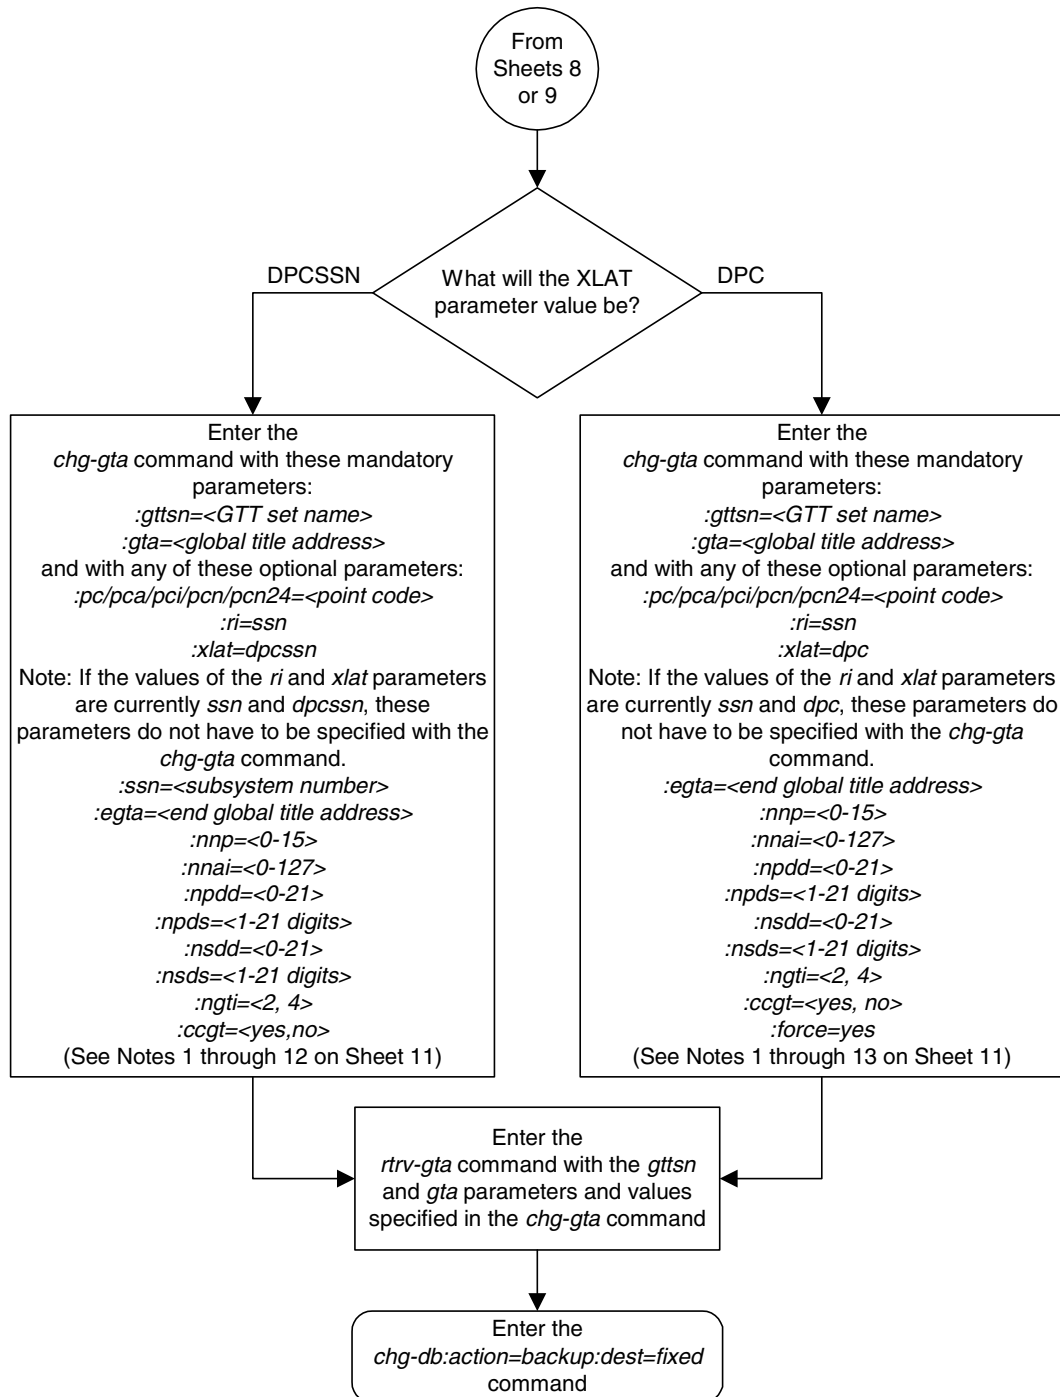 From
Sheets 8
or 9
What will the XLAT
parameter value be?
DPCSSN
DPC
Enter the
chg-gta command with these mandatory
parameters:
:gttsn=<GTT set name>
:gta=<global title address>
and with any of these optional parameters:
:pc/pca/pci/pcn/pcn24=<point code>
:ri=ssn
:xlat=dpcssn
Note: If the values of the ri and xlat parameters
are currently ssn and dpcssn, these
parameters do not have to be specified with the
chg-gta command.
:ssn=<subsystem number>
:egta=<end global title address>
:nnp=<0-15>
:nnai=<0-127>
:npdd=<0-21>
:npds=<1-21 digits>
:nsdd=<0-21>
:nsds=<1-21 digits>
:ngti=<2, 4>
:ccgt=<yes,no>
(See Notes 1 through 12 on Sheet 11)
Enter the
chg-gta command with these mandatory
parameters:
:gttsn=<GTT set name>
:gta=<global title address>
and with any of these optional parameters:
:pc/pca/pci/pcn/pcn24=<point code>
:ri=ssn
:xlat=dpc
Note: If the values of the ri and xlat parameters
are currently ssn and dpc, these parameters do
not have to be specified with the chg-gta
command.
:egta=<end global title address>
:nnp=<0-15>
:nnai=<0-127>
:npdd=<0-21>
:npds=<1-21 digits>
:nsdd=<0-21>
:nsds=<1-21 digits>
:ngti=<2, 4>
:ccgt=<yes, no>
:force=yes
(See Notes 1 through 13 on Sheet 11)
Enter the
rtrv-gta command with the gttsn
and gta parameters and values
specified in the chg-gta command
Enter the
chg-db:action=backup:dest=fixed
command